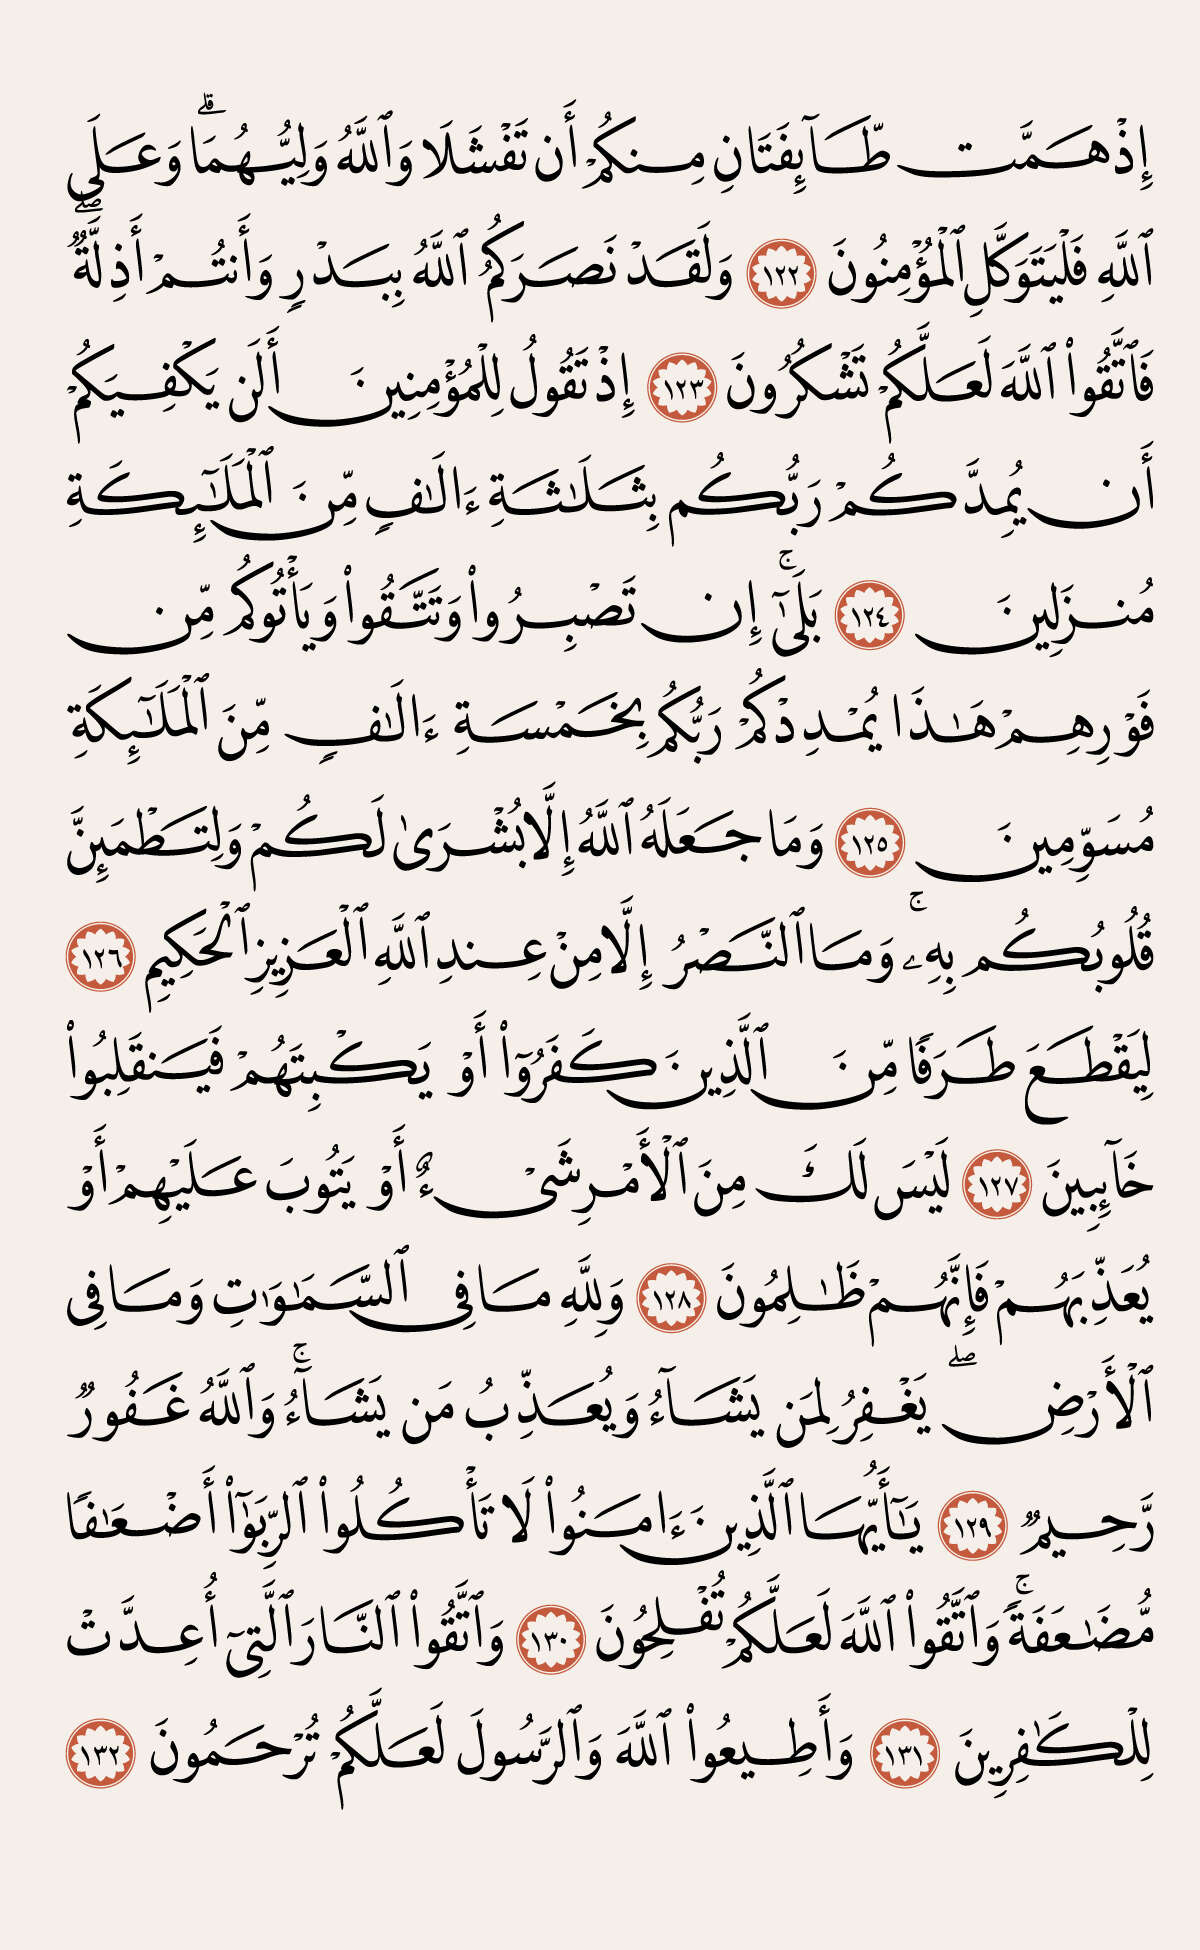 إِذْ هَمَّت طَّآئِفَتَانِ مِنكُمْ أَن تَفْشَلَا وَٱللَّهُ وَلِيُّهُمَا ۗ وَعَلَى
ٱللَّهِ فَلْيَتَوَكَّلِ ٱلْمُؤْمِنُونَ ١٢٢ وَلَقَدْ نَصَرَكُمُ ٱللَّهُ بِبَدْرٍ وَأَنتُمْ أَذِلَّةٌ ۖ
فَٱتَّقُوا۟ ٱللَّهَ لَعَلَّكُمْ تَشْكُرُونَ ١٢٣ إِذْ تَقُولُ لِلْمُؤْمِنِينَ أَلَن يَكْفِيَكُمْ
أَن يُمِدَّكُمْ رَبُّكُم بِثَلَـٰثَةِ ءَالَـٰفٍ مِّنَ ٱلْمَلَـٰٓئِكَةِ
مُنزَلِينَ ١٢٤ بَلَىٰٓ ۚ إِن تَصْبِرُوا۟ وَتَتَّقُوا۟ وَيَأْتُوكُم مِّن
فَوْرِهِمْ هَـٰذَا يُمْدِدْكُمْ رَبُّكُم بِخَمْسَةِ ءَالَـٰفٍ مِّنَ ٱلْمَلَـٰٓئِكَةِ
مُسَوِّمِينَ ١٢٥ وَمَا جَعَلَهُ ٱللَّهُ إِلَّا بُشْرَىٰ لَكُمْ وَلِتَطْمَئِنَّ
قُلُوبُكُم بِهِۦ ۗ وَمَا ٱلنَّصْرُ إِلَّا مِنْ عِندِ ٱللَّهِ ٱلْعَزِيزِ ٱلْحَكِيمِ ١٢٦
لِيَقْطَعَ طَرَفًا مِّنَ ٱلَّذِينَ كَفَرُوٓا۟ أَوْ يَكْبِتَهُمْ فَيَنقَلِبُوا۟
خَآئِبِينَ ١٢٧ لَيْسَ لَكَ مِنَ ٱلْأَمْرِ شَىْءٌ أَوْ يَتُوبَ عَلَيْهِمْ أَوْ
يُعَذِّبَهُمْ فَإِنَّهُمْ ظَـٰلِمُونَ ١٢٨ وَلِلَّهِ مَا فِى ٱلسَّمَـٰوَٰتِ وَمَا فِى
ٱلْأَرْضِ ۖ يَغْفِرُ لِمَن يَشَآءُ وَيُعَذِّبُ مَن يَشَآءُ ۚ وَٱللَّهُ غَفُورٌ
رَّحِيمٌ ١٢٩ يَـٰٓأَيُّهَا ٱلَّذِينَ ءَامَنُوا۟ لَا تَأْكُلُوا۟ ٱلرِّبَوٰٓا۟ أَضْعَـٰفًا
مُّضَـٰعَفَةً ۚ وَٱتَّقُوا۟ ٱللَّهَ لَعَلَّكُمْ تُفْلِحُونَ ١٣٠ وَٱتَّقُوا۟ ٱلنَّارَ ٱلَّتِىٓ أُعِدَّتْ
لِلْكَـٰفِرِينَ ١٣١ وَأَطِيعُوا۟ ٱللَّهَ وَٱلرَّسُولَ لَعَلَّكُمْ تُرْحَمُونَ ١٣٢